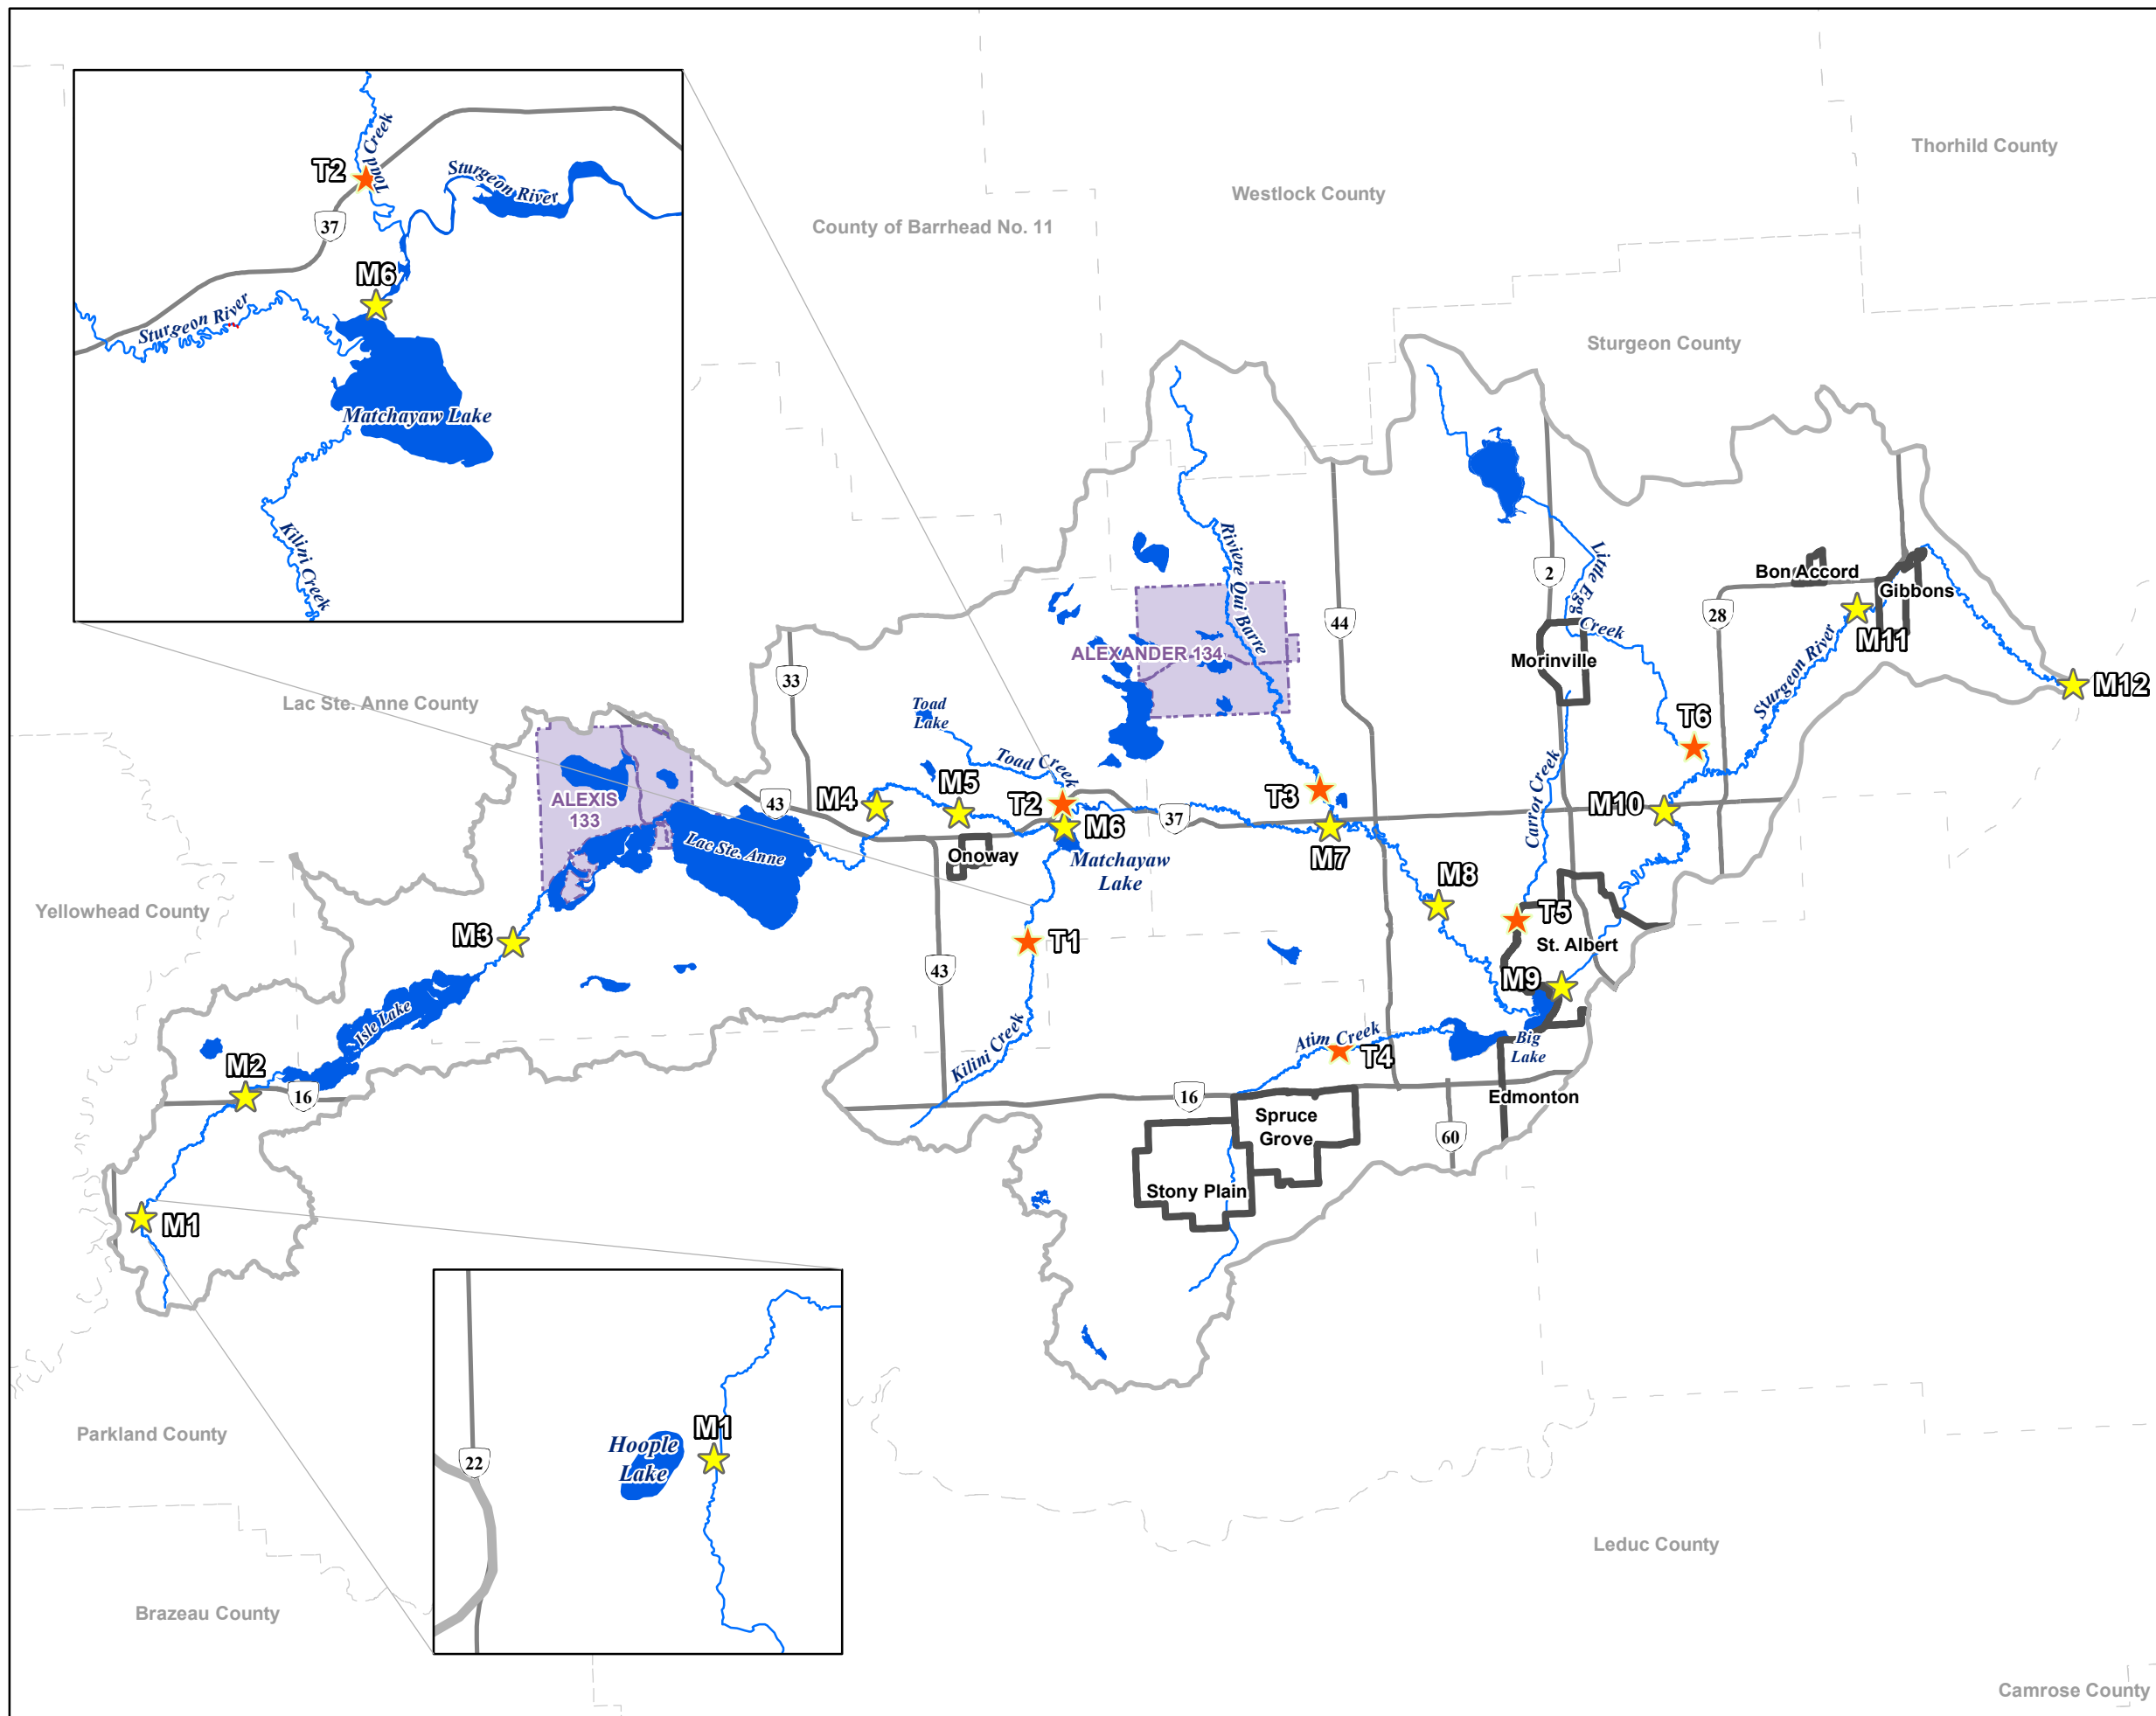 Thorhild County
Westlock County
County of Barrhead No. 11
Sturgeon County
Lac Ste. Anne County
Yellowhead County
Parkland County
Brazeau County
Leduc County
Camrose County
T2
Todd Creek
Sturgeon River
37
M6
Sturgeon River
Matchayaw Lake
Kilini Creek
Riviere Qui Barre
ALEXANDER 134
44
2
Little Egg
Creek
Morinville
Bon Accord
Gibbons
28
M11
Sturgeon River
M12
T6
33
Toad
Lake
Toad Creek
ALEXIS
133
43
M4
M5
T2
M6
37
T3
M7
M10
Carrot Creek
Lac Ste. Anne
Onoway
Matchayaw
Lake
M8
T5
St. Albert
M3
43
T1
M9
Isle Lake
Kilini Creek
Atim Creek
T4
Big
Lake
M2
16
16
Edmonton
Spruce
Grove
60
Stony Plain
M1
22
Hoople
Lake
M1